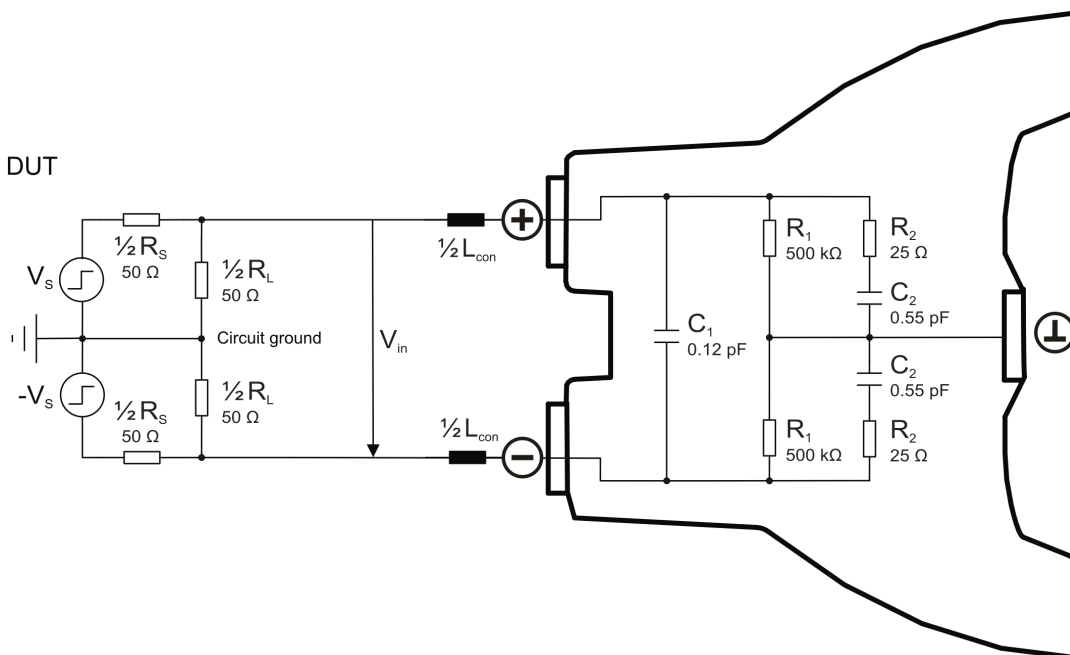 DUT
½ R_S
50 Ω
V_S
½ R_L
50 Ω
Circuit ground
-V_S
½ R_S
50 Ω
½ R_L
50 Ω
V_in
½ L_con
+
½ L_con
−
C_1
0.12 pF
R_1
500 kΩ
R_2
25 Ω
C_2
0.55 pF
C_2
0.55 pF
R_1
500 kΩ
R_2
25 Ω